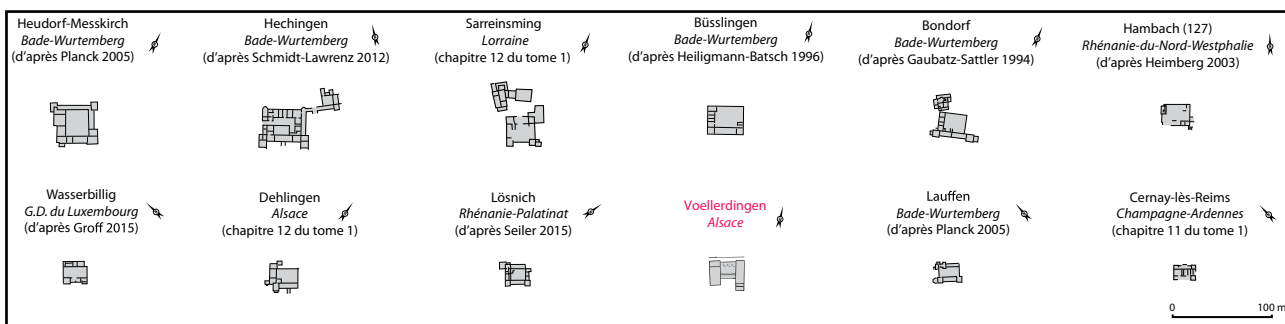 Heudorf-Messkirch
Bade-Wurtemberg
(d'après Planck 2005)
Hechingen
Bade-Wurtemberg
(d'après Schmidt-Lawrenz 2012)
Sarreinsming
Lorraine
(chapitre 12 du tome 1)
Büsslingen
Bade-Wurtemberg
(d'après Heiligmann-Batsch 1996)
Bondorf
Bade-Wurtemberg
(d'après Gaubatz-Sattler 1994)
Hambach (127)
Rhénanie-du-Nord-Westphalie
(d'après Heimberg 2003)
Wasserbillig
G.D. du Luxembourg
(d'après Groff 2015)
Dehlingen
Alsace
(chapitre 12 du tome 1)
Lösnich
Rhénanie-Palatinat
(d'après Seiler 2015)
Voellerdingen
Alsace
Lauffen
Bade-Wurtemberg
(d'après Planck 2005)
Cernay-lès-Reims
Champagne-Ardennes
(chapitre 11 du tome 1)
0 100 m